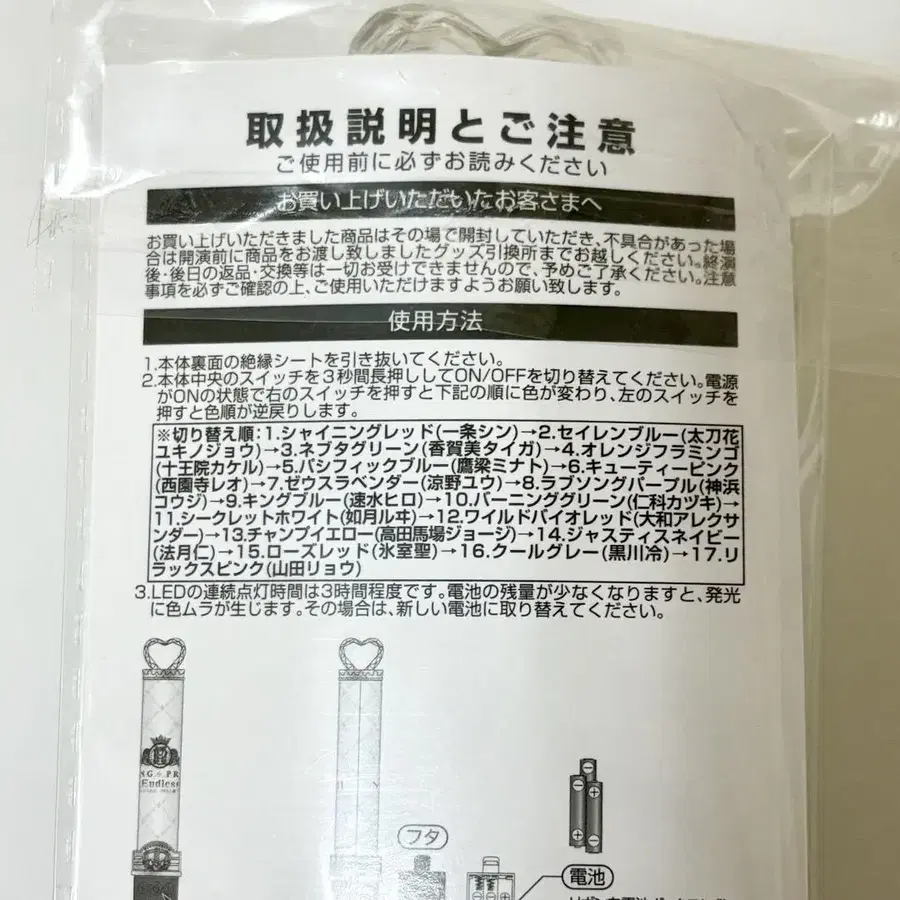 取扱説明とご注意
ご使用前に必ずお読みください
お買い上げいただいたお客さまへ
お買い上げいただきました商品はその場で開封していただき、不具合があった場
合は開演前に商品をお渡し致しましたグッズ引換所までお越しください。終演
後・後日の返品・交換等は一切お受けできませんので、予めご了承ください。注意
事項を必ずご確認の上、ご使用いただけますようお願い致します。
使用方法
1.本体裏面の絶縁シートを引き抜いてください。
2.本体中央のスイッチを3秒間長押ししてON/OFFを切り替えてください。電源
がONの状態で右のスイッチを押すと下記の順に色が変わり、左のスイッチを
押すと色順が逆戻りします。
※切り替え順：1.シャイニングレッド(一条シン)→2.セイレンブルー(太刀花
ユキノジョウ)→3.ネブタグリーン(香賀美タイガ)→4.オレンジフラミンゴ
(十王院カケル)→5.パシフィックブルー(鷹梁ミナト)→6.キューティーピンク
(西園寺レオ)→7.ゼウスラベンダー(涼野ユウ)→8.ラブソングパープル(神浜
コウジ)→9.キングブルー(速水ヒロ)→10.バーニンググリーン(仁科カヅキ)→
11.シークレットホワイト(如月ルヰ)→12.ワイルドバイオレッド(大和アレクサ
ンダー)→13.チャンプイエロー(高田馬場ジョージ)→14.ジャスティスネイビー
(法月仁)→15.ローズレッド(氷室聖)→16.クールグレー(黒川冷)→17.リ
ラックスピンク(山田リョウ)
3.LEDの連続点灯時間は3時間程度です。電池の残量が少なくなりますと、発光
に色ムラが生じます。その場合は、新しい電池に取り替えてください。
NG of PR
Endless
フタ
電池